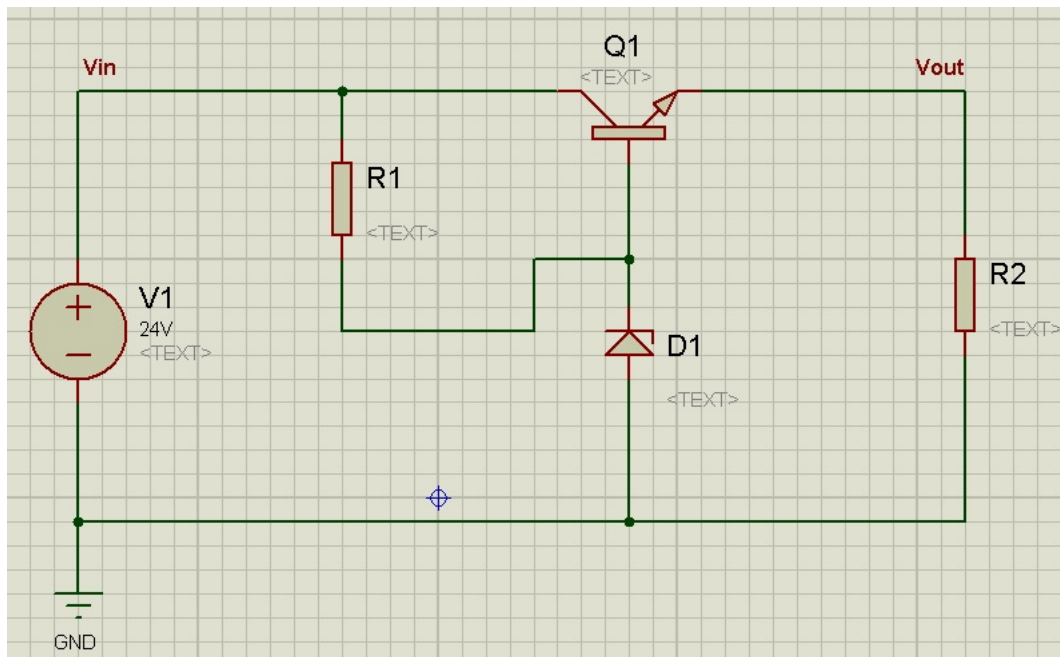 Q1
<TEXT>
Vin
Vout
R1
<TEXT>
V1
24V
<TEXT>
R2
<TEXT>
D1
<TEXT>
GND